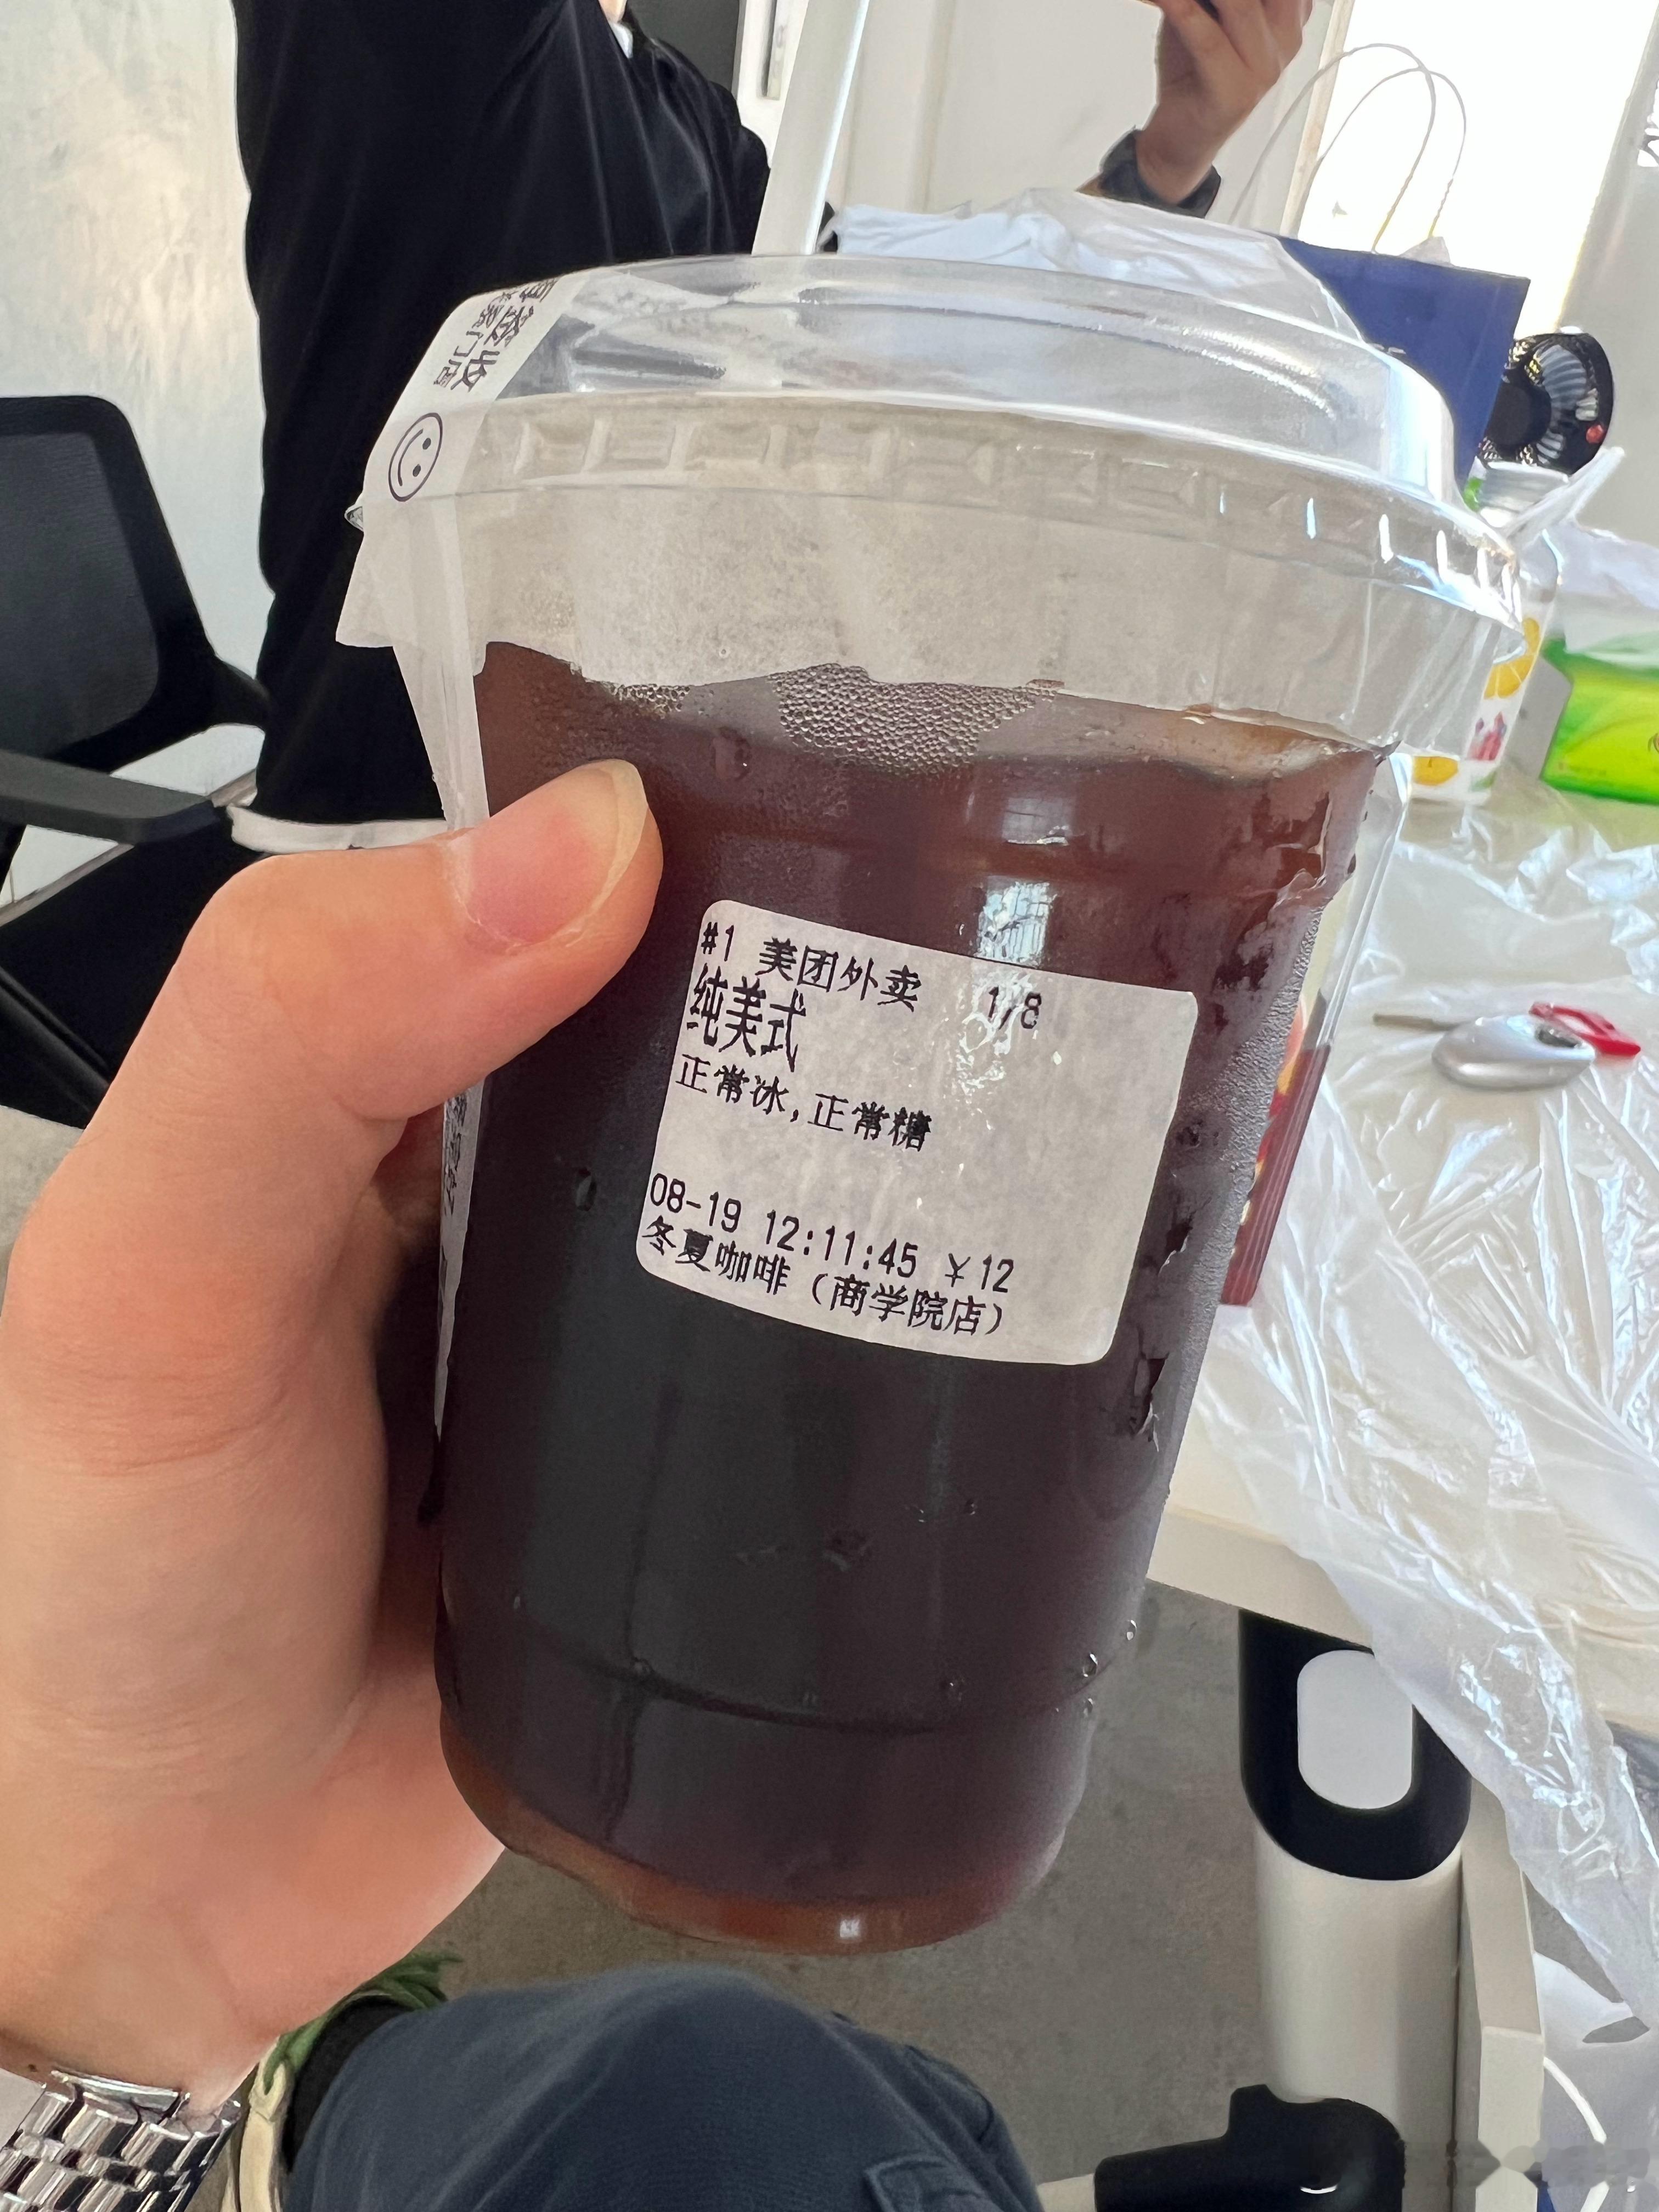 #1 美团外卖 1/8
纯美式
正常冰,正常糖
08-19 12:11:45 ¥12
冬夏咖啡(商学院店)